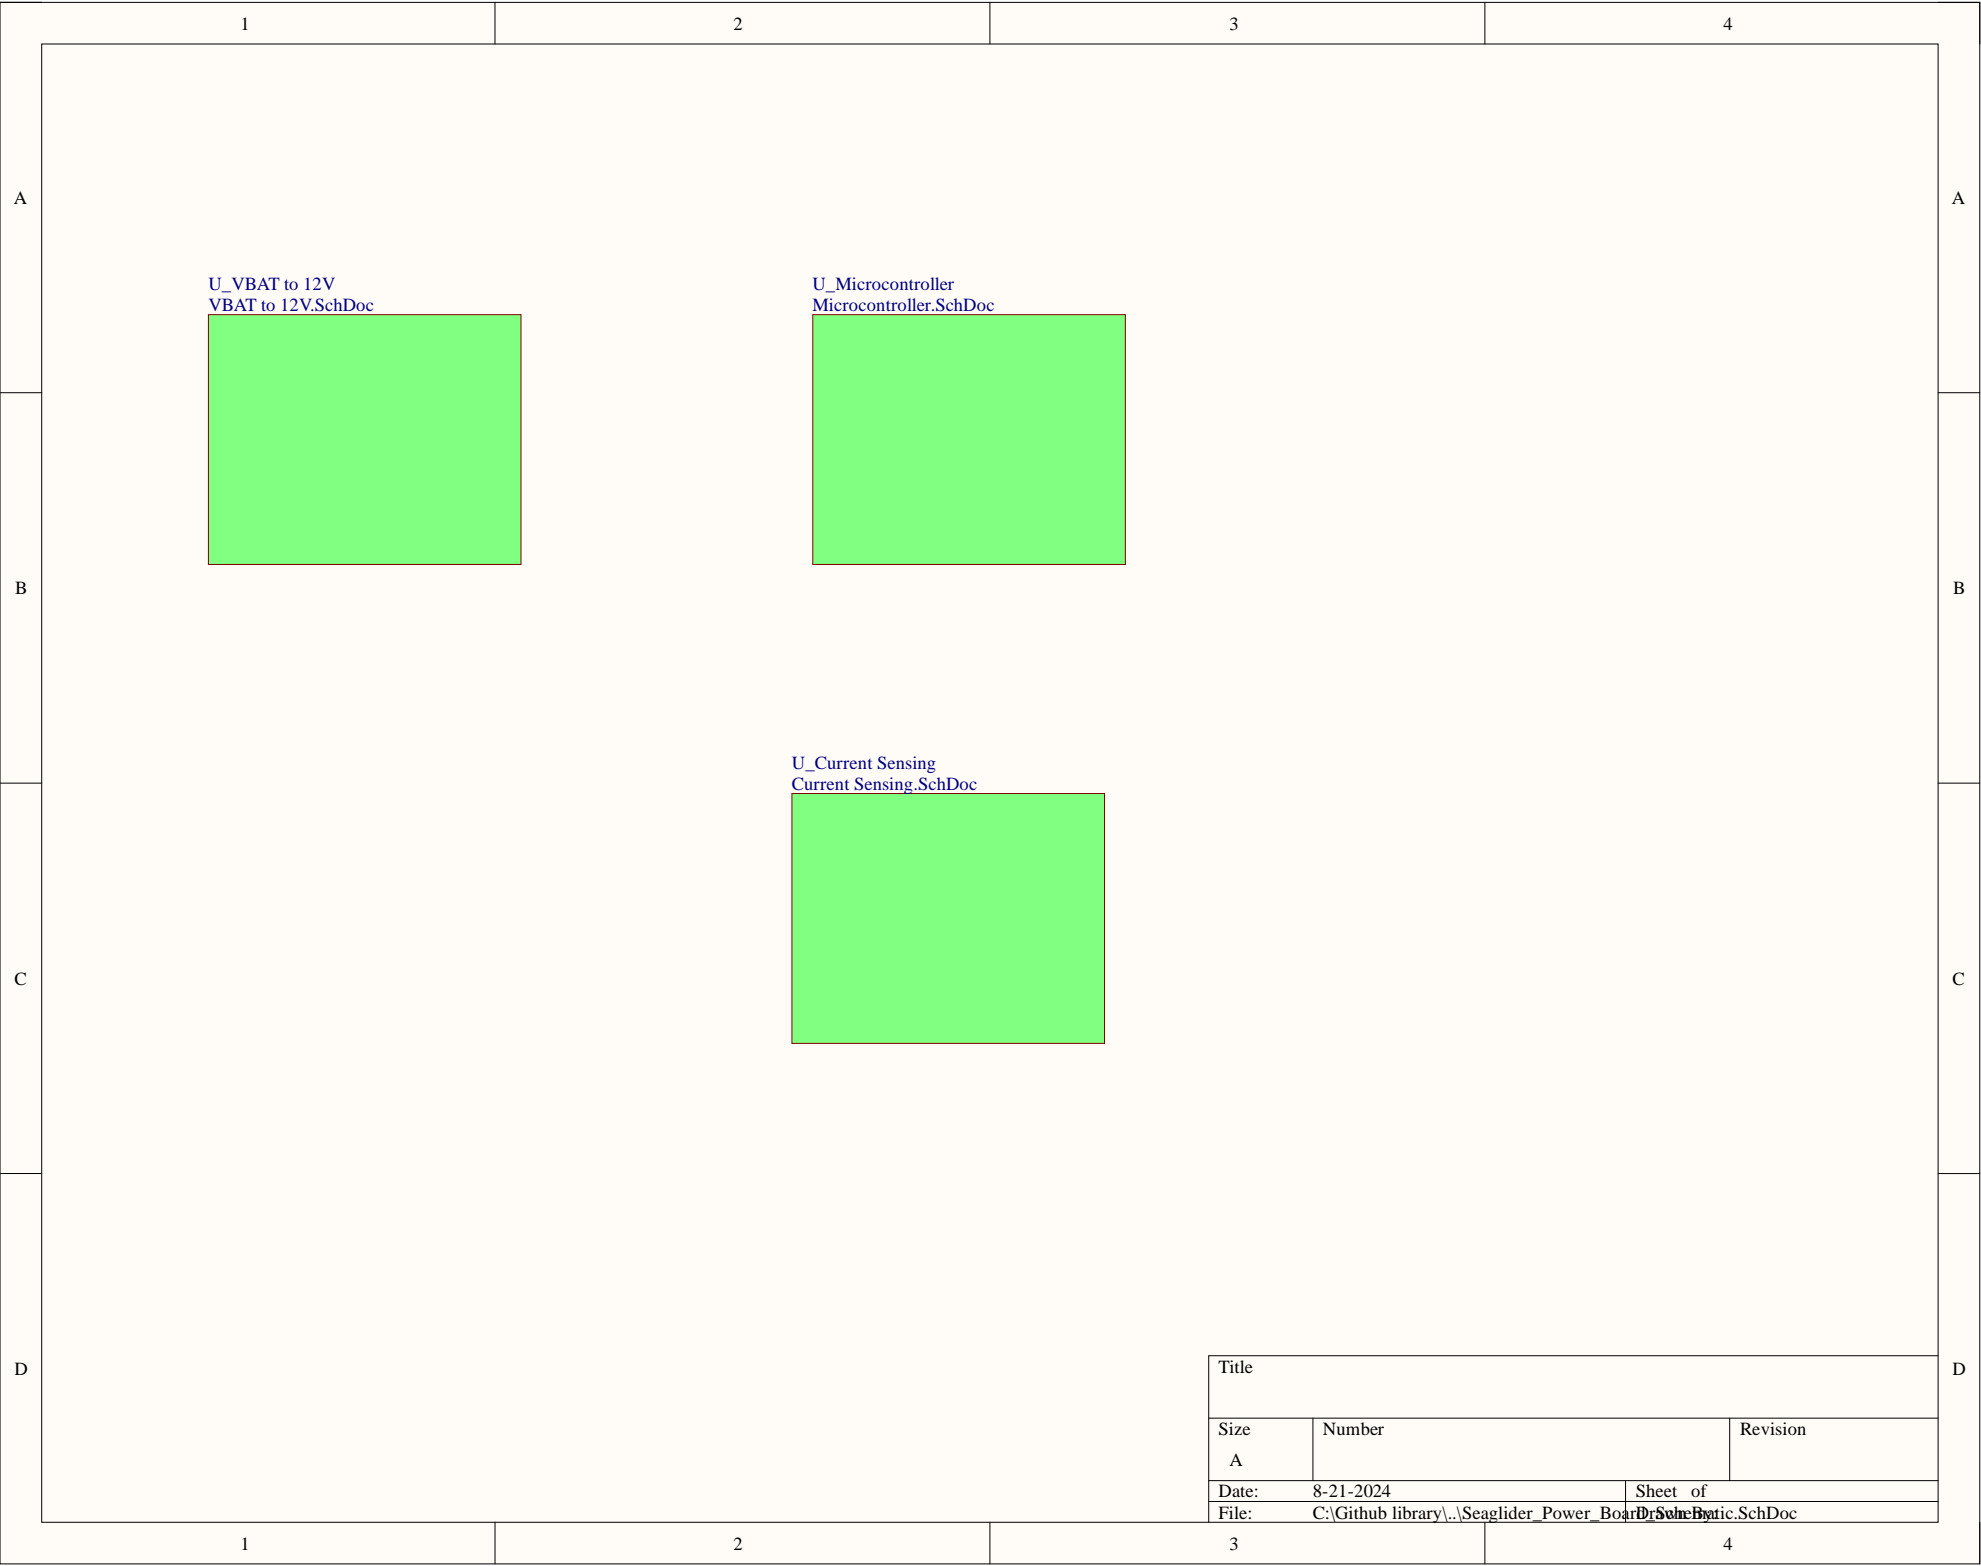 1 2 3 4
A A
U_VBAT to 12V
VBAT to 12V.SchDoc
U_Microcontroller
Microcontroller.SchDoc
B B
U_Current Sensing
Current Sensing.SchDoc
C C
D D
Title
Size Number Revision
A
Date: 8-21-2024 Sheet of
File: C:\Github library\..\Seaglider_Power_Board_Schematic.SchDoc
Drawn By:
1 2 3 4